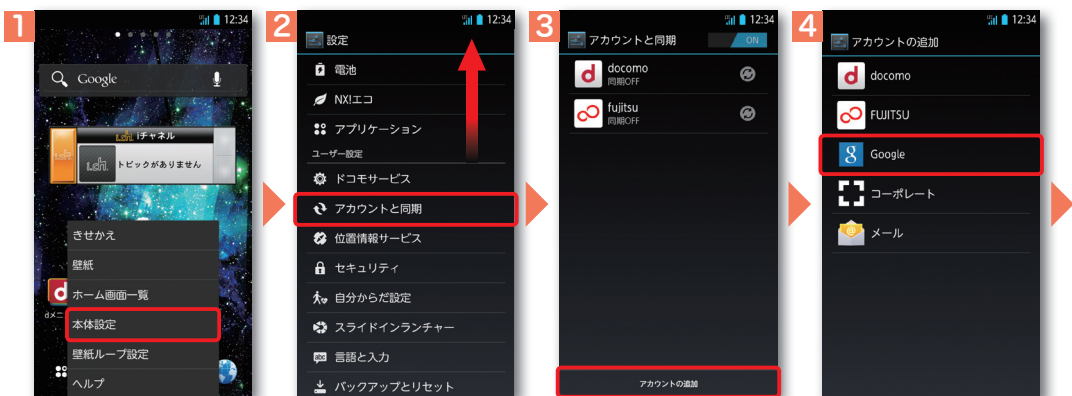 1
12:34
Google
i.ch. iチャネル
i.ch.
i.ch.
トピックがありません
きせかえ
壁紙
ホーム画面一覧
dメニ
本体設定
壁紙ループ設定
ヘルプ
2
12:34
設定
電池
NX!エコ
アプリケーション
ユーザー設定
ドコモサービス
アカウントと同期
位置情報サービス
セキュリティ
自分からだ設定
スライドインランチャー
言語と入力
バックアップとリセット
3
12:34
アカウントと同期
ON
docomo
同期OFF
fujitsu
同期OFF
アカウントの追加
4
12:34
アカウントの追加
docomo
FUJITSU
Google
コーポレート
メール